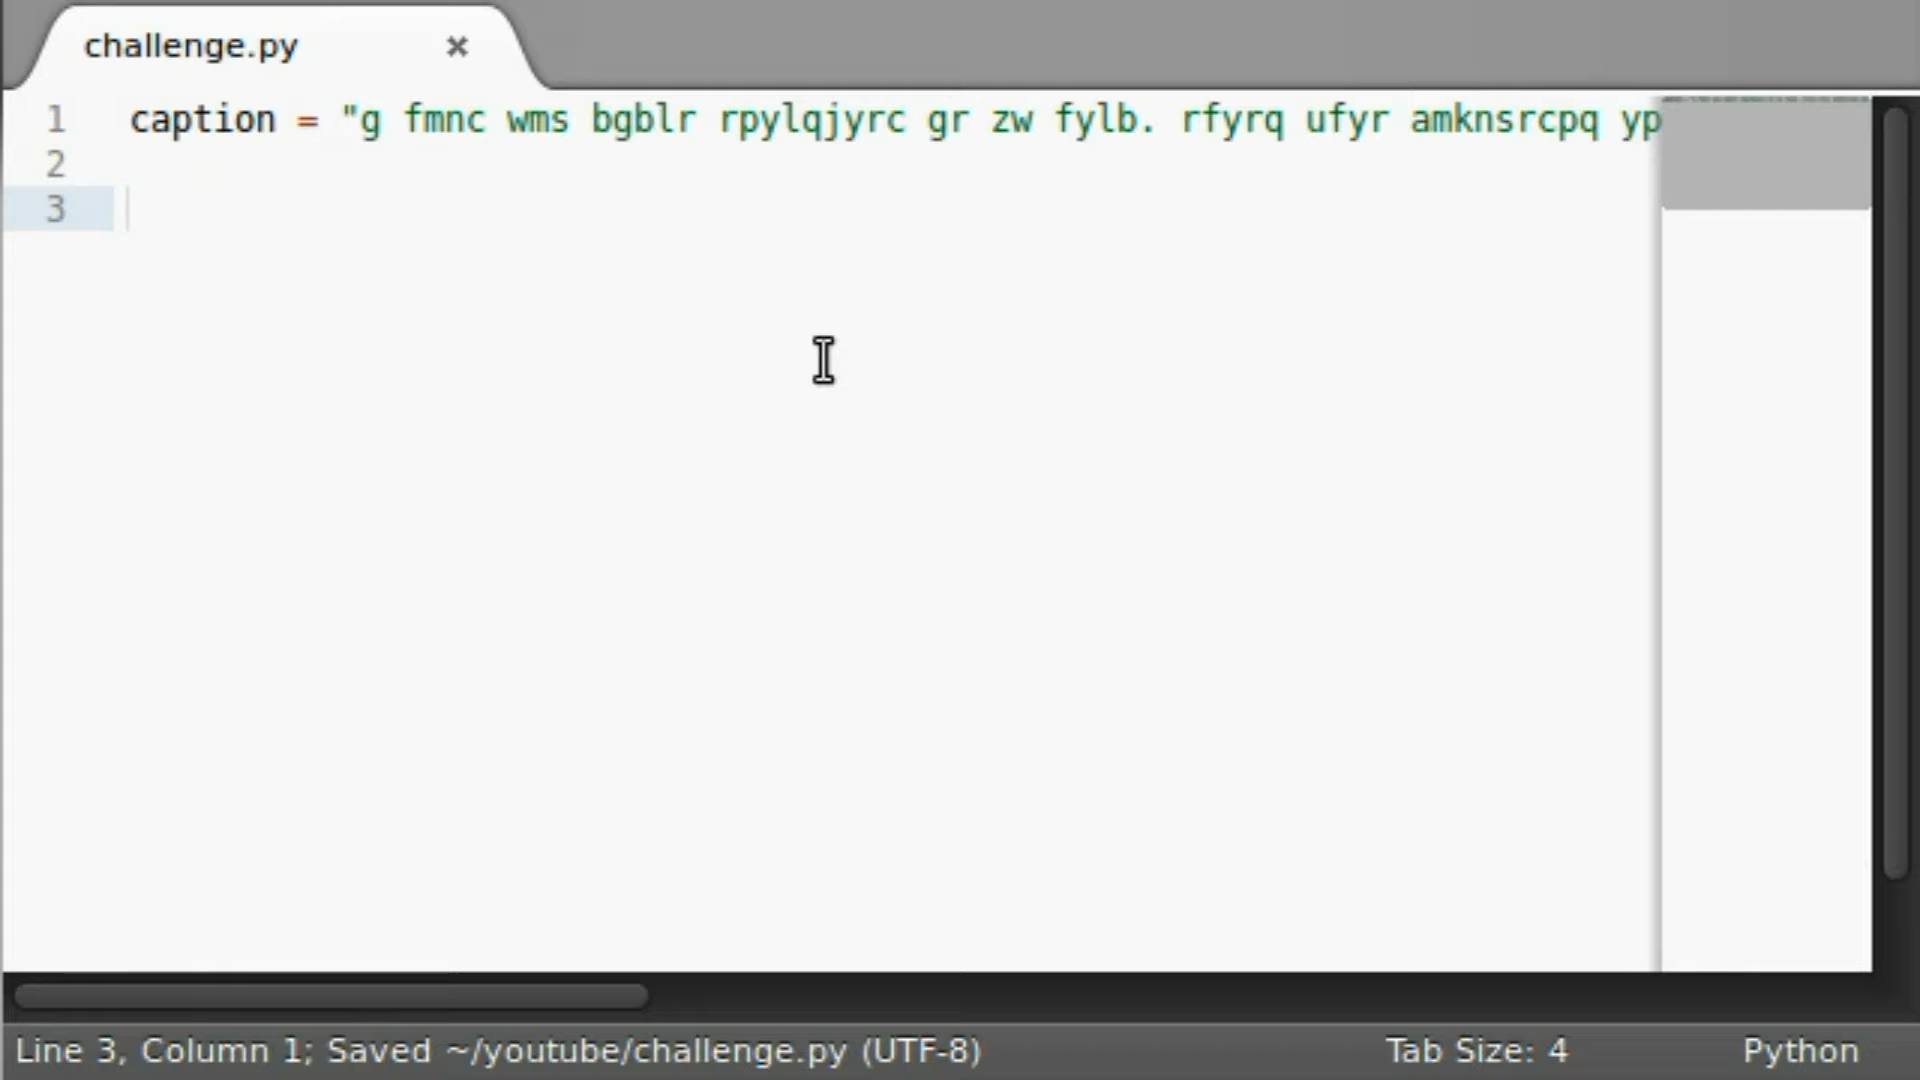 challenge.py
1 caption = "g fmnc wms bgblr rpylqjyrc gr zw fylb. rfyrq ufyr amknsrcpq yp
2
3
Line 3, Column 1; Saved ~/youtube/challenge.py (UTF-8) Tab Size: 4 Python